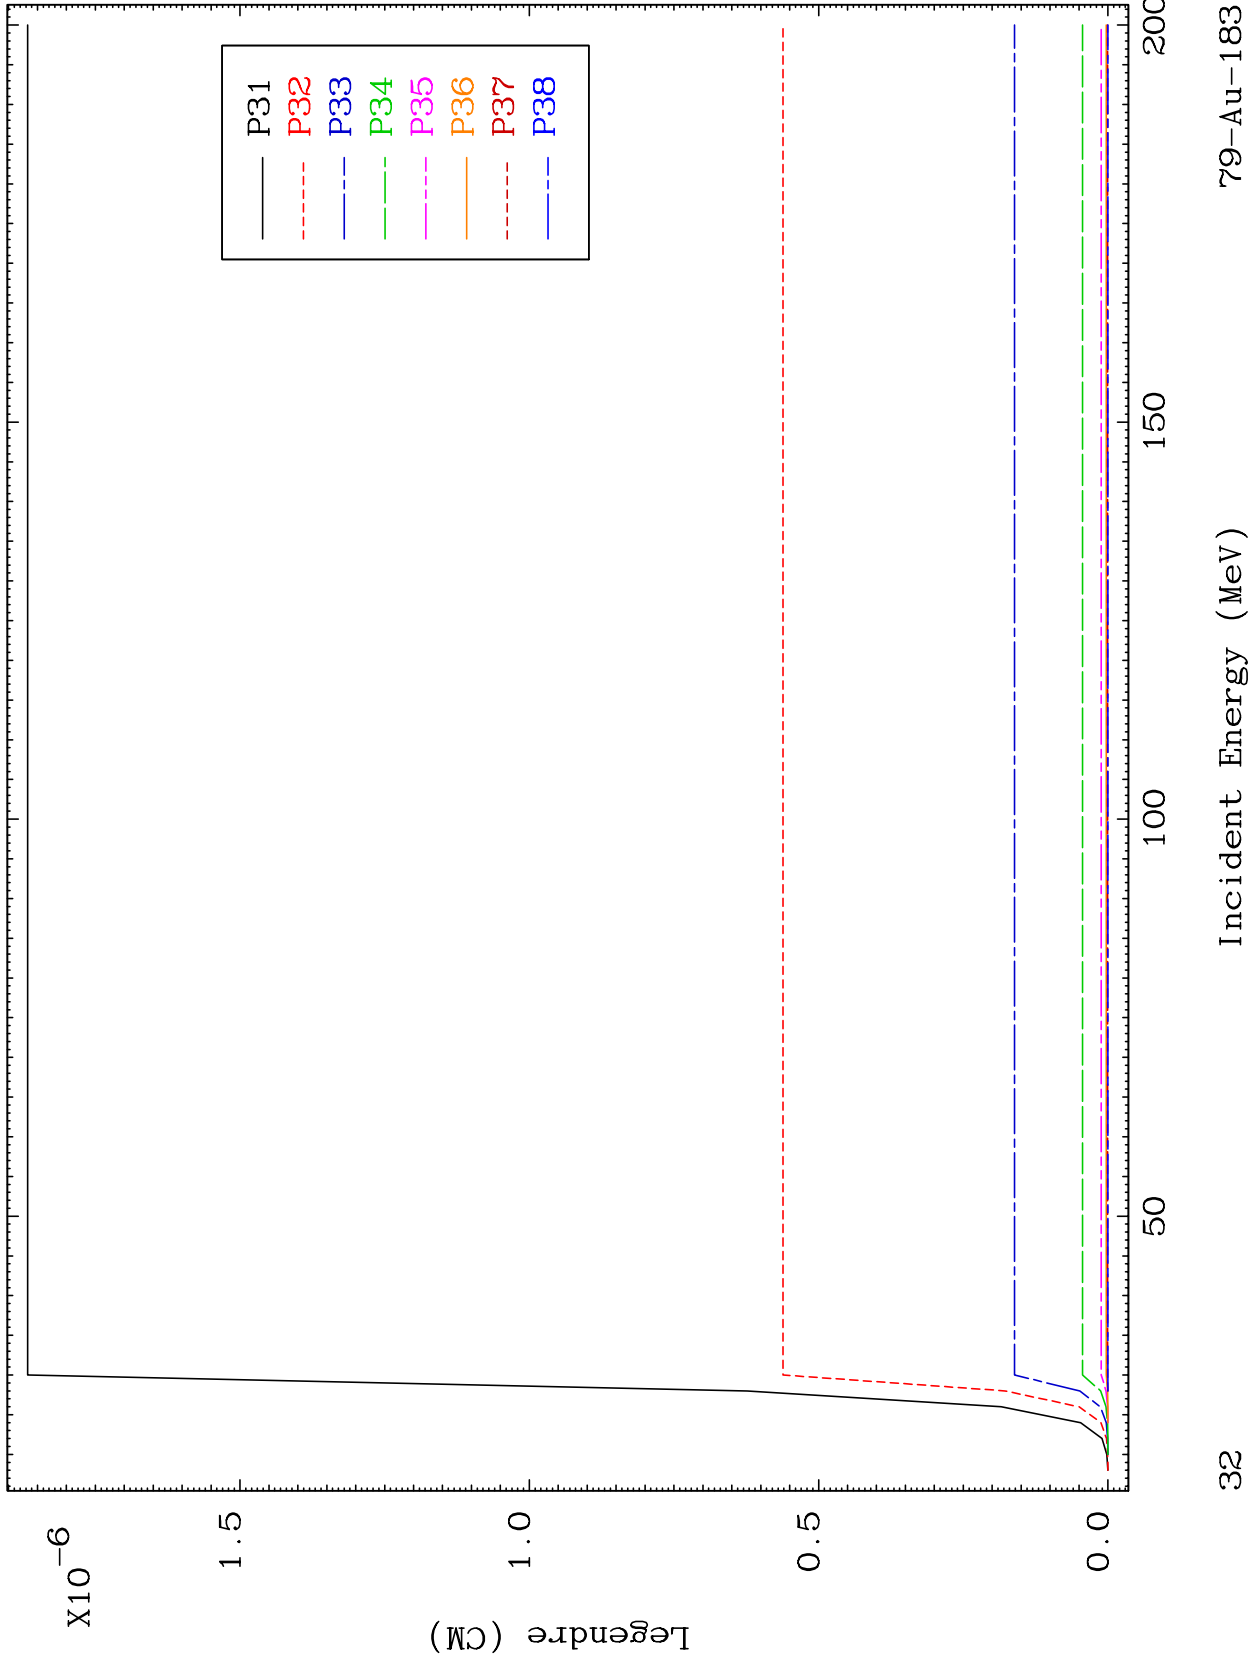 X10-6
1.5
1.0
0.5
0.0
Legendre (CM)
P31
P32
P33
P34
P35
P36
P37
P38
50
100
150
200
Incident Energy (MeV)
32
79-Au-183